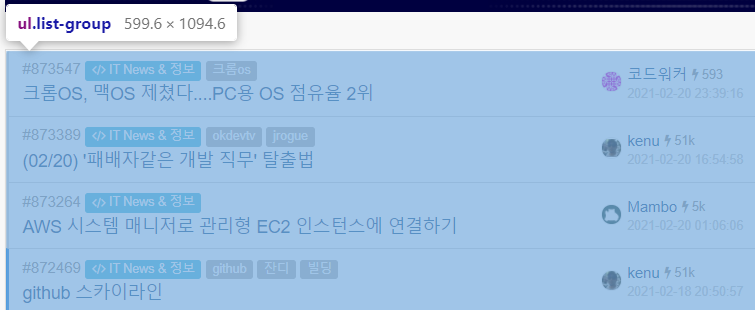 ul.list-group 599.6 × 1094.6
#873547 </> IT News & 정보 크롬os
크롬OS, 맥OS 제쳤다....PC용 OS 점유율 2위
코드워커 593
2021-02-20 23:39:16
#873389 </> IT News & 정보 okdevtv jrogue
(02/20) '패배자같은 개발 직무' 탈출법
kenu 51k
2021-02-20 16:54:58
#873264 </> IT News & 정보
AWS 시스템 매니저로 관리형 EC2 인스턴스에 연결하기
Mambo 5k
2021-02-20 01:06:06
#872469 </> IT News & 정보 github 잔디 빌딩
github 스카이라인
kenu 51k
2021-02-18 20:50:57